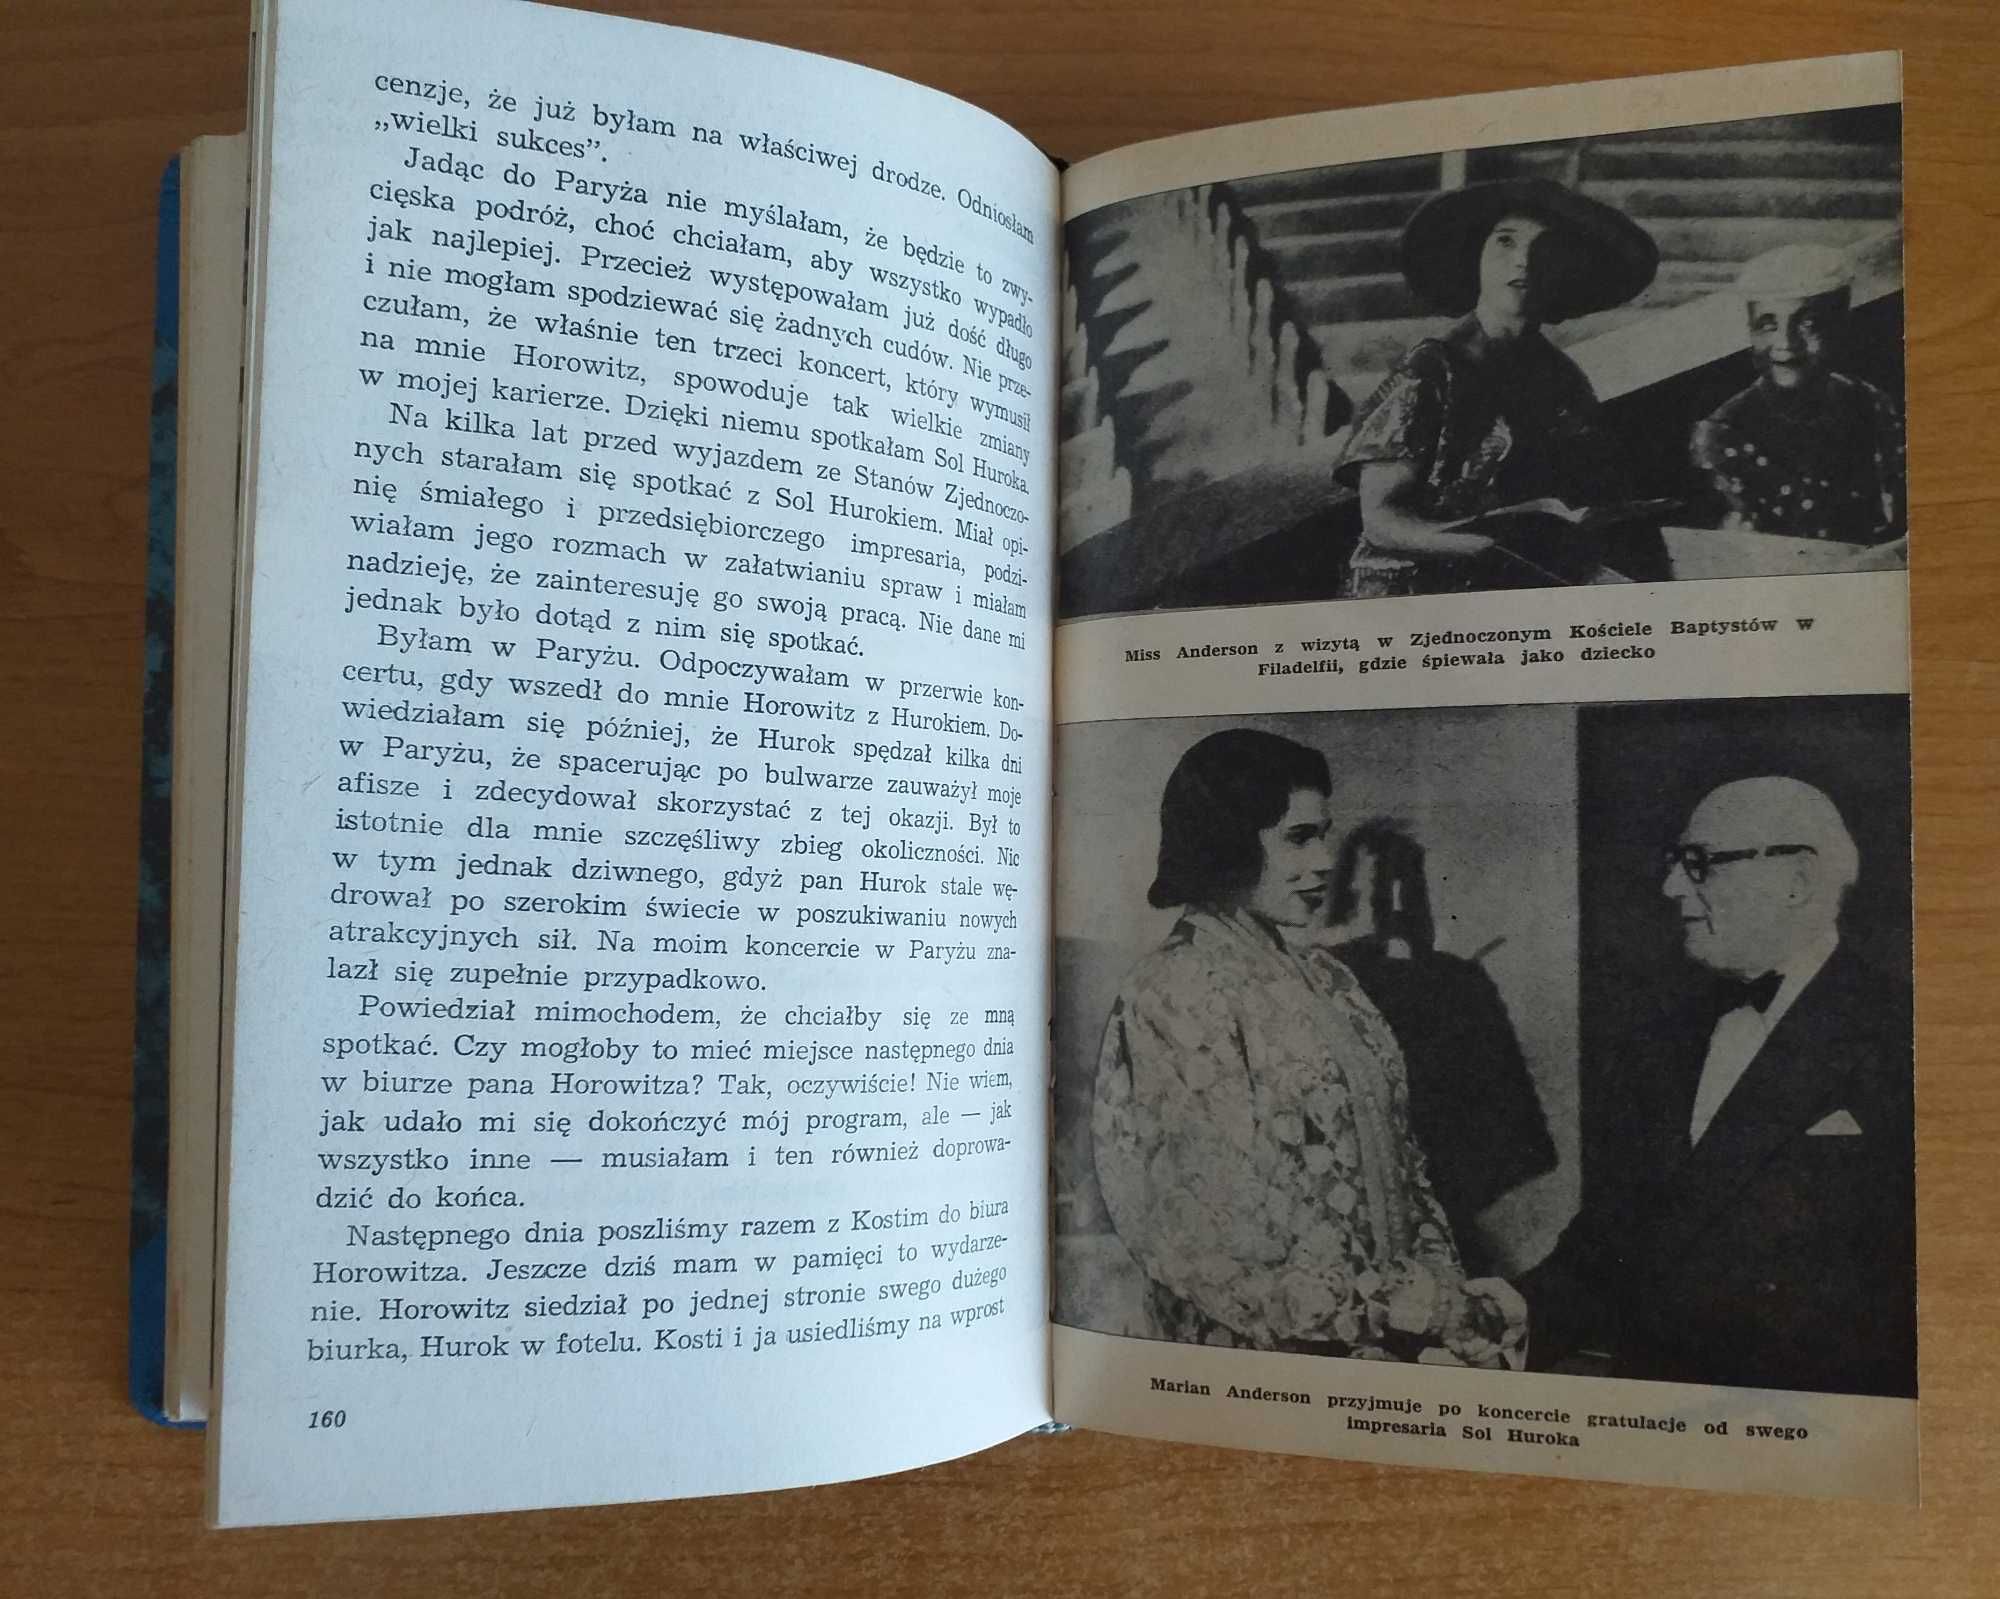 cenzje, że już byłam na właściwej drodze. Odniosłam
„wielki sukces”.
Jadąc do Paryża nie myślałam, że będzie to zwy-
cięska podróż, choć chciałam, aby wszystko wypadło
jak najlepiej. Przecież występowałam już dość długo
i nie mogłam spodziewać się żadnych cudów. Nie prze-
czułam, że właśnie ten trzeci koncert, który wymusił
na mnie Horowitz, spowoduje tak wielkie zmiany
w mojej karierze. Dzięki niemu spotkałam Sol Huroka.
Na kilka lat przed wyjazdem ze Stanów Zjednoczo-
nych starałam się spotkać z Sol Hurokiem. Miał opi-
nię śmiałego i przedsiębiorczego impresaria, podzi-
wiałam jego rozmach w załatwianiu spraw i miałam
nadzieję, że zainteresuję go swoją pracą. Nie dane mi
jednak było dotąd z nim się spotkać.
Byłam w Paryżu. Odpoczywałam w przerwie kon-
certu, gdy wszedł do mnie Horowitz z Hurokiem. Do-
wiedziałam się później, że Hurok spędzał kilka dni
w Paryżu, że spacerując po bulwarze zauważył moje
afisze i zdecydował skorzystać z tej okazji. Był to
istotnie dla mnie szczęśliwy zbieg okoliczności. Nic
w tym jednak dziwnego, gdyż pan Hurok stale wę-
drował po szerokim świecie w poszukiwaniu nowych
atrakcyjnych sił. Na moim koncercie w Paryżu zna-
lazł się zupełnie przypadkowo.
Powiedział mimochodem, że chciałby się ze mną
spotkać. Czy mogłoby to mieć miejsce następnego dnia
w biurze pana Horowitza? Tak, oczywiście! Nie wiem,
jak udało mi się dokończyć mój program, ale — jak
wszystko inne — musiałam i ten również doprowa-
dzić do końca.
Następnego dnia poszliśmy razem z Kostim do biura
Horowitza. Jeszcze dziś mam w pamięci to wydarze-
nie. Horowitz siedział po jednej stronie swego dużego
biurka, Hurok w fotelu. Kosti i ja usiedliśmy na wprost
160
Miss Anderson z wizytą w Zjednoczonym Kościele Baptystów w
Filadelfii, gdzie śpiewała jako dziecko
Marian Anderson przyjmuje po koncercie gratulacje od swego
impresaria Sol Huroka